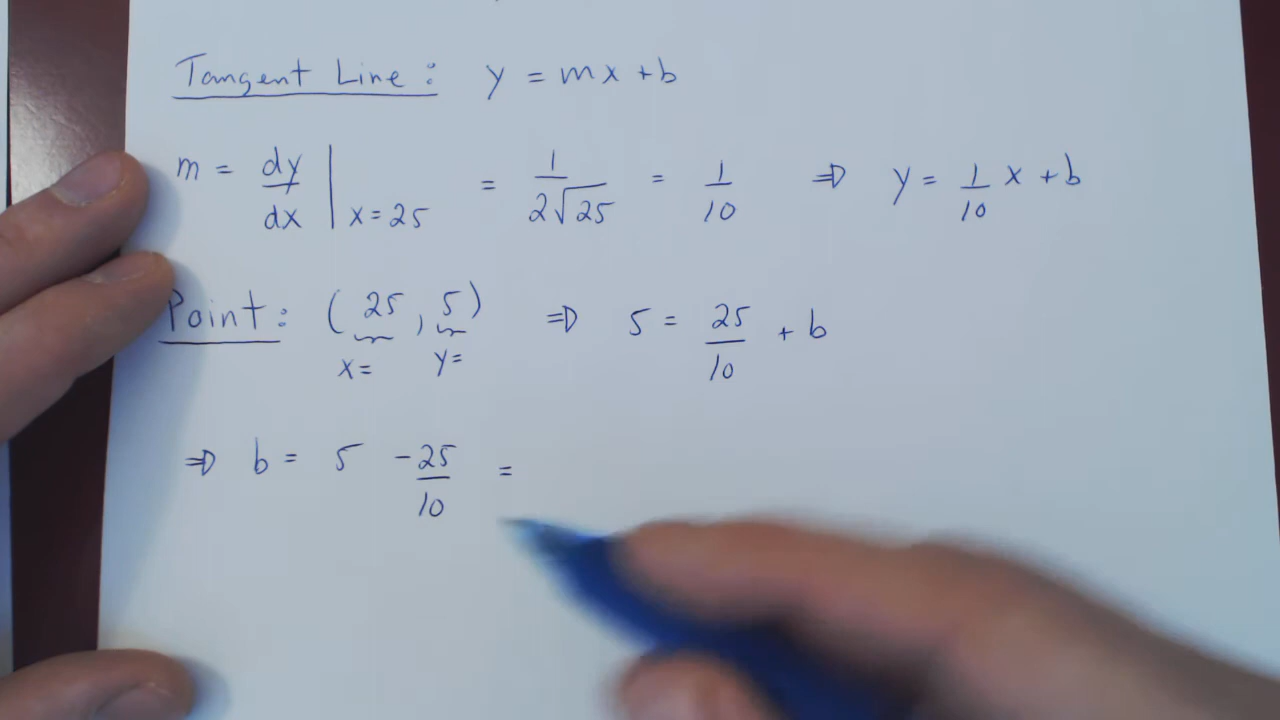 Tangent Line: y = mx + b
m = dy/dx | x=25 = 1/(2√25) = 1/10 ⇒ y = 1/10 x + b
Point: (25, 5) ⇒ 5 = 25/10 + b
x= y=
⇒ b = 5 - 25/10 =